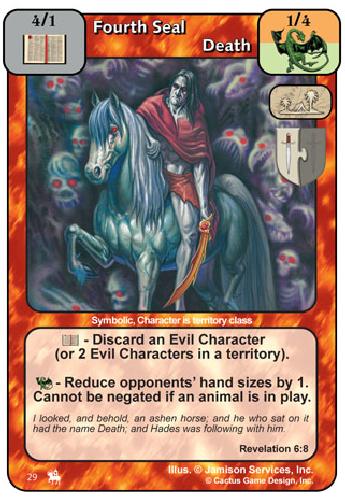 4/1
Fourth Seal
Death
1/4
Symbolic, Character is territory class
- Discard an Evil Character
(or 2 Evil Characters in a territory).
- Reduce opponents' hand sizes by 1.
Cannot be negated if an animal is in play.
I looked, and behold, an ashen horse; and he who sat on it
had the name Death; and Hades was following with him.
Revelation 6:8
29
Illus. © Jamison Services, Inc.
© Cactus Game Design, Inc.